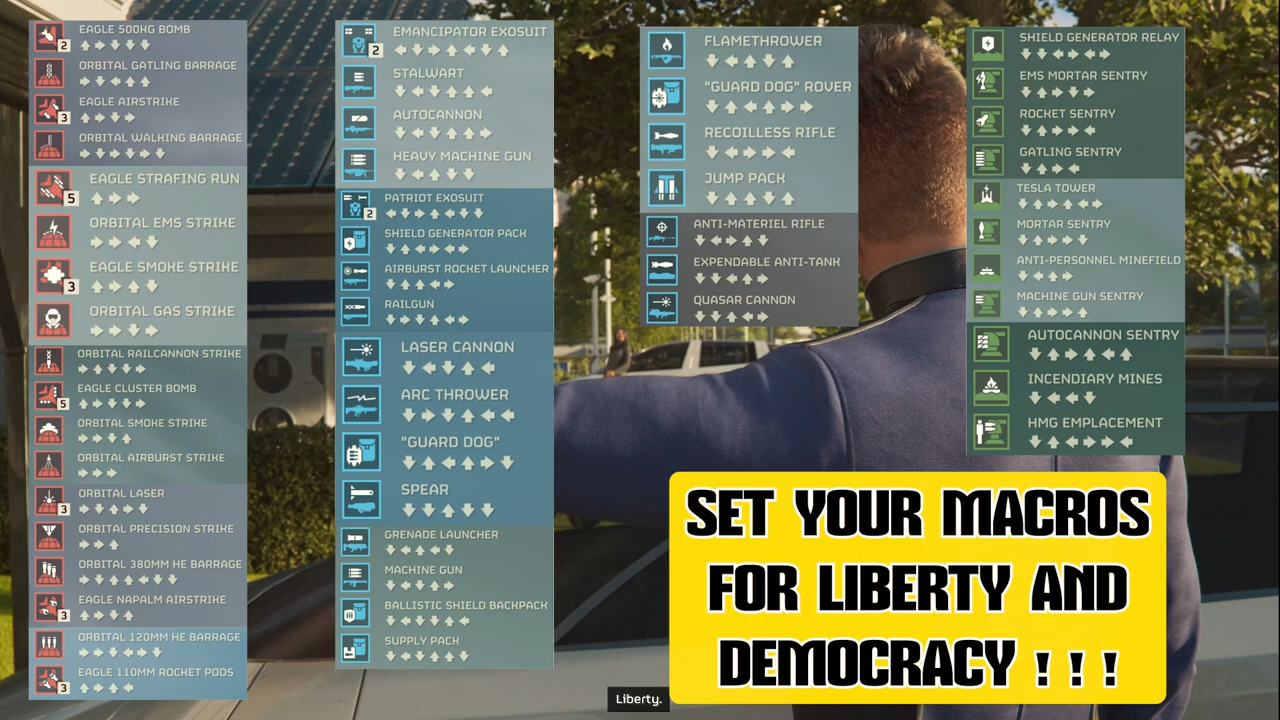 EAGLE 500KG BOMB
2
ORBITAL GATLING BARRAGE
EAGLE AIRSTRIKE
3
ORBITAL WALKING BARRAGE
EAGLE STRAFING RUN
5
ORBITAL EMS STRIKE
EAGLE SMOKE STRIKE
3
ORBITAL GAS STRIKE
ORBITAL RAILCANNON STRIKE
EAGLE CLUSTER BOMB
5
ORBITAL SMOKE STRIKE
ORBITAL AIRBURST STRIKE
ORBITAL LASER
3
ORBITAL PRECISION STRIKE
ORBITAL 380MM HE BARRAGE
EAGLE NAPALM AIRSTRIKE
3
ORBITAL 120MM HE BARRAGE
EAGLE 110MM ROCKET PODS
3
EMANCIPATOR EXOSUIT
2
STALWART
AUTOCANNON
HEAVY MACHINE GUN
PATRIOT EXOSUIT
2
SHIELD GENERATOR PACK
AIRBURST ROCKET LAUNCHER
RAILGUN
LASER CANNON
ARC THROWER
"GUARD DOG"
SPEAR
GRENADE LAUNCHER
MACHINE GUN
BALLISTIC SHIELD BACKPACK
SUPPLY PACK
FLAMETHROWER
"GUARD DOG" ROVER
RECOILLESS RIFLE
JUMP PACK
ANTI-MATERIEL RIFLE
EXPENDABLE ANTI-TANK
QUASAR CANNON
SHIELD GENERATOR RELAY
EMS MORTAR SENTRY
ROCKET SENTRY
GATLING SENTRY
TESLA TOWER
MORTAR SENTRY
ANTI-PERSONNEL MINEFIELD
MACHINE GUN SENTRY
AUTOCANNON SENTRY
INCENDIARY MINES
HMG EMPLACEMENT
SET YOUR MACROS
FOR LIBERTY AND
DEMOCRACY ! ! !
Liberty.